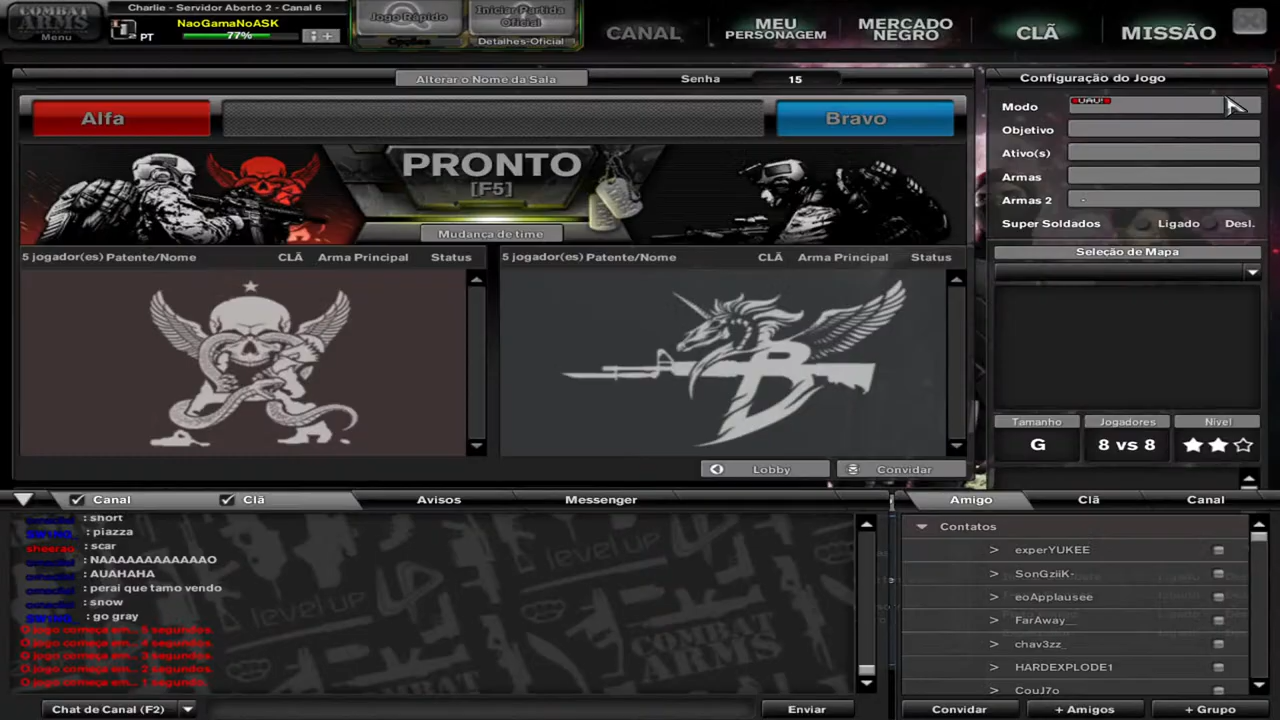 COMBAT
ARMS
Menu
Charlie - Servidor Aberto 2 - Canal 6
NaoGamaNoASK
PT
77%
Jogo Rápido
Iniciar Partida
Oficial
Detalhes-Oficial
CANAL
MEU
PERSONAGEM
MERCADO
NEGRO
CLÃ
MISSÃO
Alterar o Nome da Sala
Senha
15
Configuração do Jogo
Alfa
Bravo
Modo
UAU!
Objetivo
Ativo(s)
Armas
Armas 2
-
Super Soldados
Ligado
Desl.
PRONTO
[F5]
Mudança de time
5 jogador(es) Patente/Nome
CLÃ
Arma Principal
Status
5 jogador(es) Patente/Nome
CLÃ
Arma Principal
Status
Seleção de Mapa
Tamanho
Jogadores
Nível
G
8 vs 8
Lobby
Convidar
Canal
Clã
Avisos
Messenger
Amigo
Clã
Canal
: short
: piazza
sheerau : scar
: NAAAAAAAAAAAAO
: AUAHAHA
: perai que tamo vendo
: snow
: go gray
O jogo começa em... 5 segundos.
O jogo começa em... 4 segundos.
O jogo começa em... 3 segundos.
O jogo começa em... 2 segundos.
O jogo começa em... 1 segundo.
level up!
Contatos
> experYUKEE
> SonGziiK-
> eoApplausee
> FarAway__
> chav3zz_
> HARDEXPLODE1
> CouJ7o
Chat de Canal (F2)
Enviar
Convidar
+ Amigos
+ Grupo